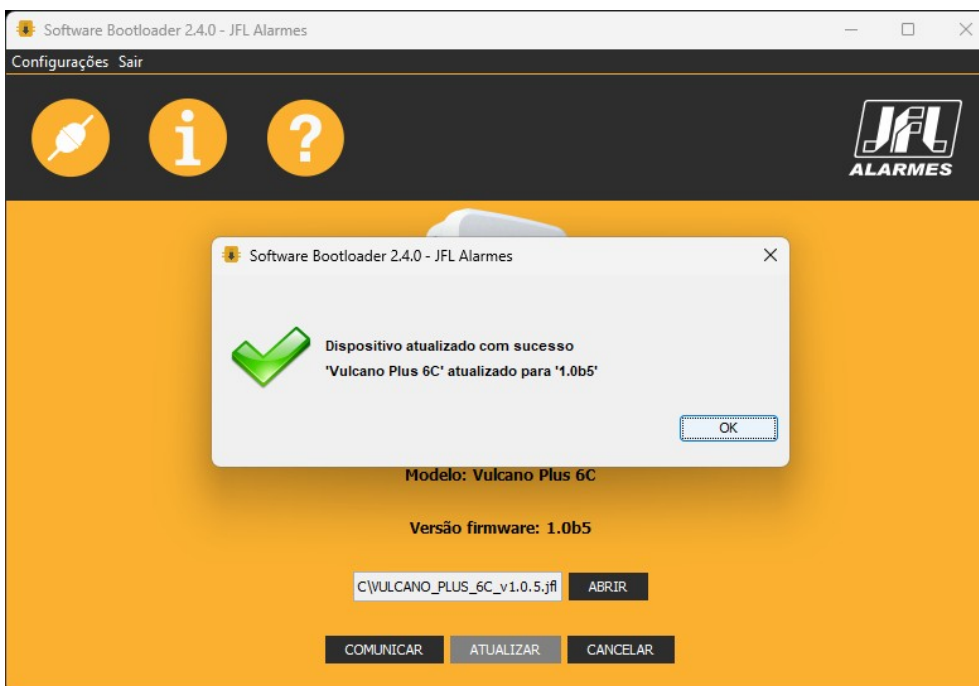 Software Bootloader 2.4.0 - JFL Alarmes
Configurações Sair
JFL
ALARMES
Software Bootloader 2.4.0 - JFL Alarmes
Dispositivo atualizado com sucesso
'Vulcano Plus 6C' atualizado para '1.0b5'
OK
Modelo: Vulcano Plus 6C
Versão firmware: 1.0b5
C\VULCANO_PLUS_6C_v1.0.5.jfl ABRIR
COMUNICAR ATUALIZAR CANCELAR